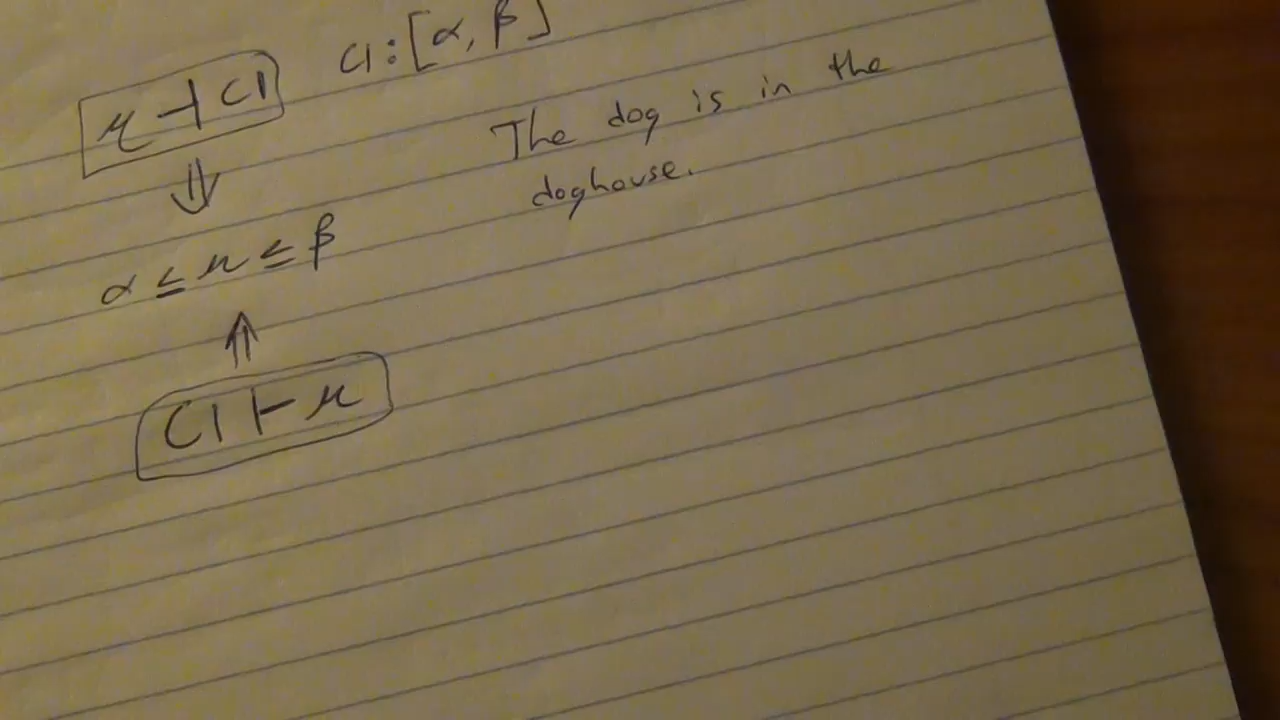 CI : [α, β]
μ ⊣ CI
The dog is in the
doghouse.
⇓
α ≤ μ ≤ β
⇑
CI ⊢ μ